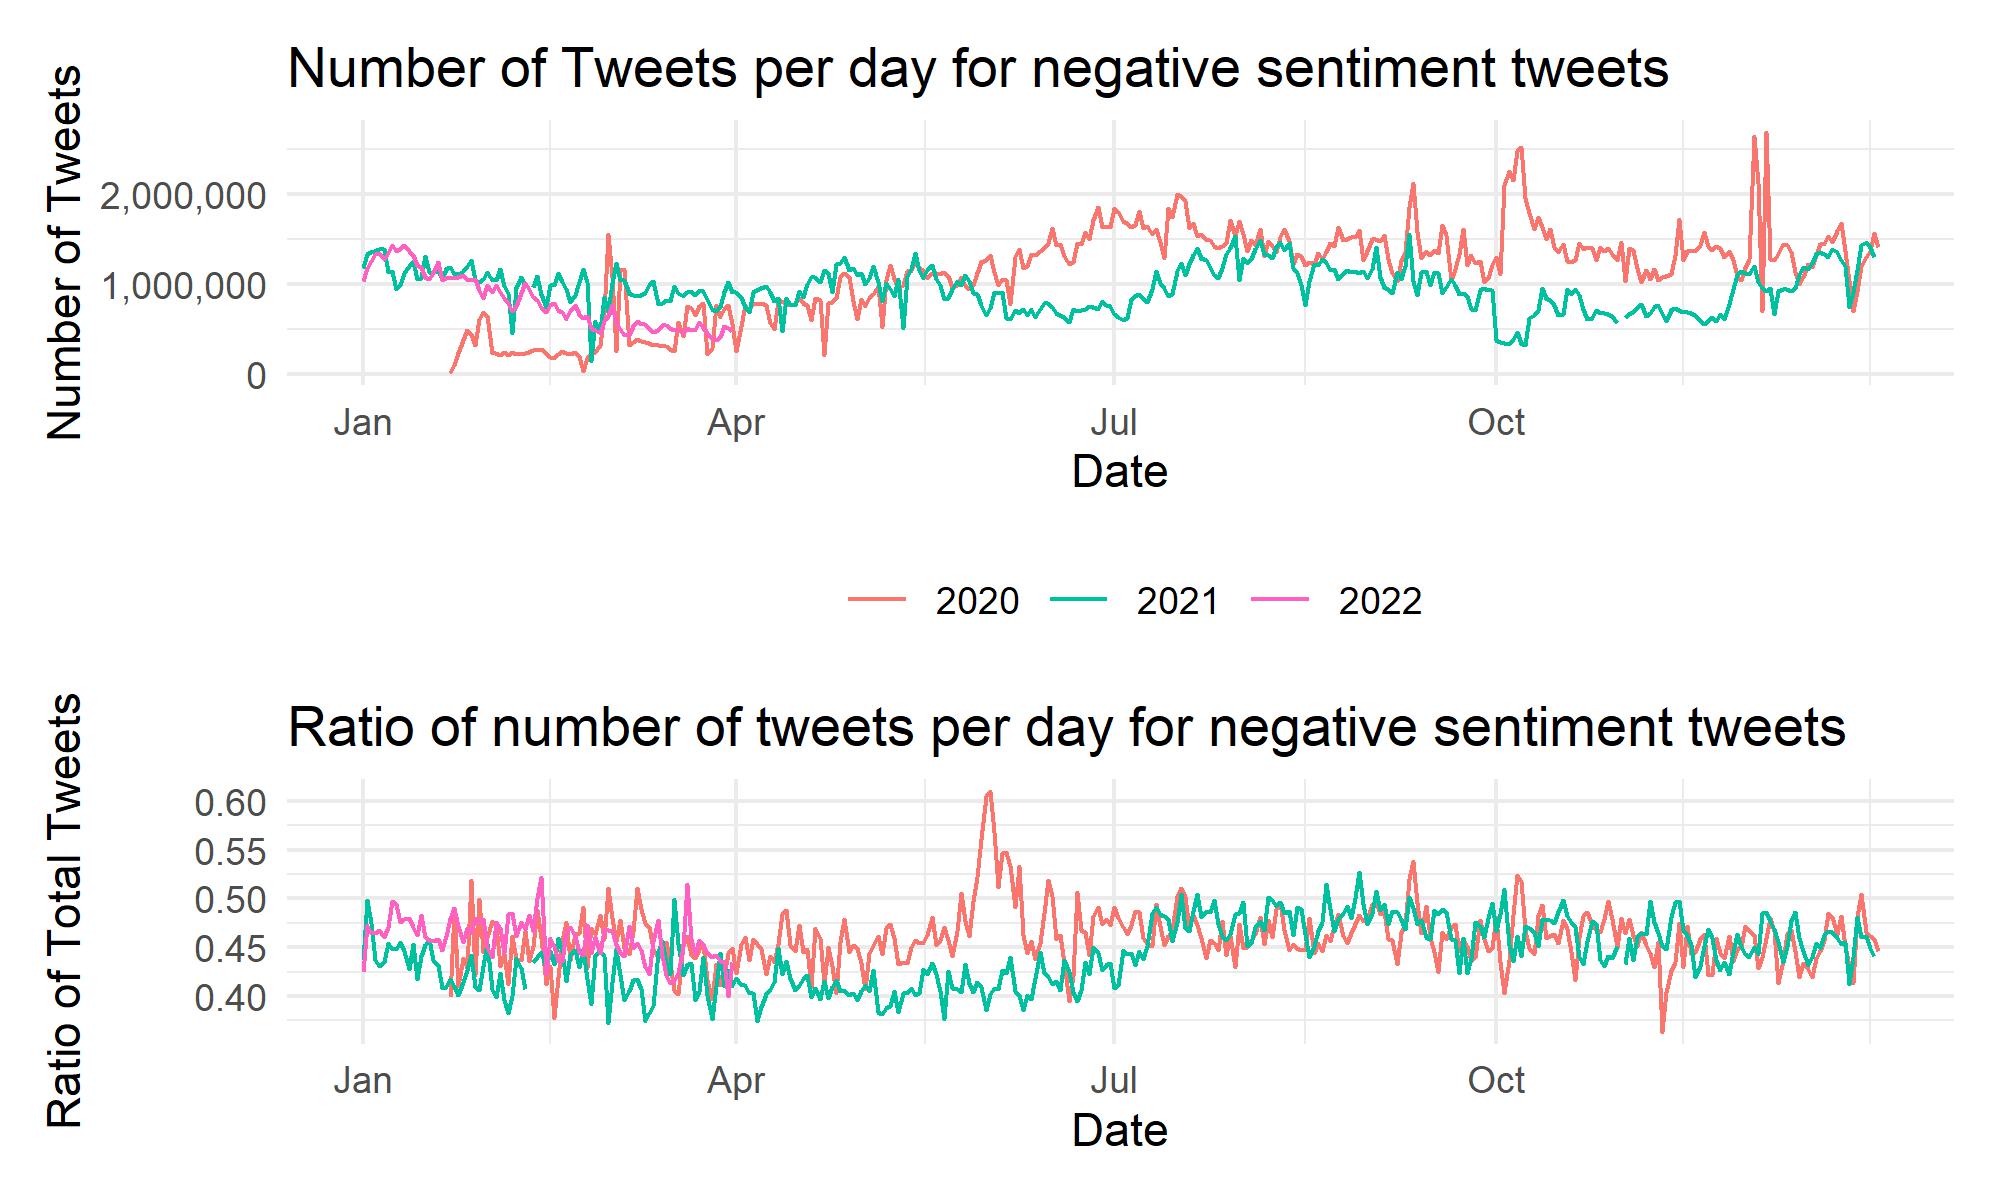 Number of Tweets per day for negative sentiment tweets
Number of Tweets
2,000,000
1,000,000
0
Jan Apr Jul Oct
Date
2020 2021 2022
Ratio of number of tweets per day for negative sentiment tweets
Ratio of Total Tweets
0.60
0.55
0.50
0.45
0.40
Jan Apr Jul Oct
Date